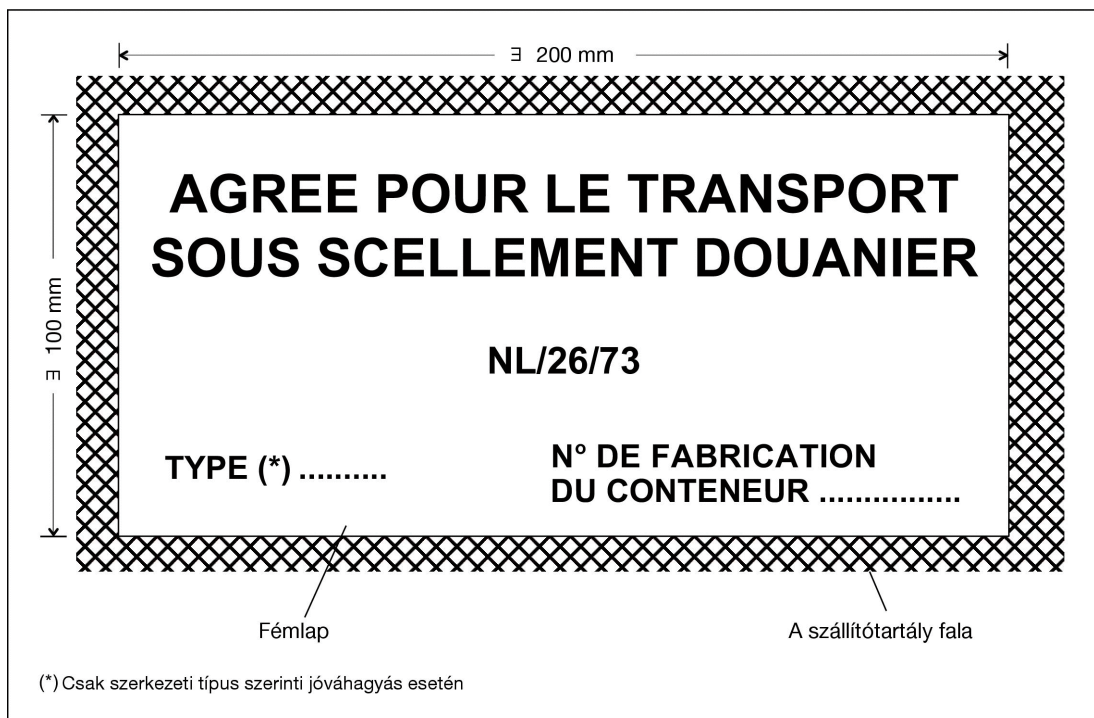 ∃ 200 mm
∃ 100 mm
AGREE POUR LE TRANSPORT
SOUS SCELLEMENT DOUANIER
NL/26/73
TYPE (*) ..........
Nº DE FABRICATION
DU CONTENEUR ................
Fémlap
A szállítótartály fala
(*) Csak szerkezeti típus szerinti jóváhagyás esetén